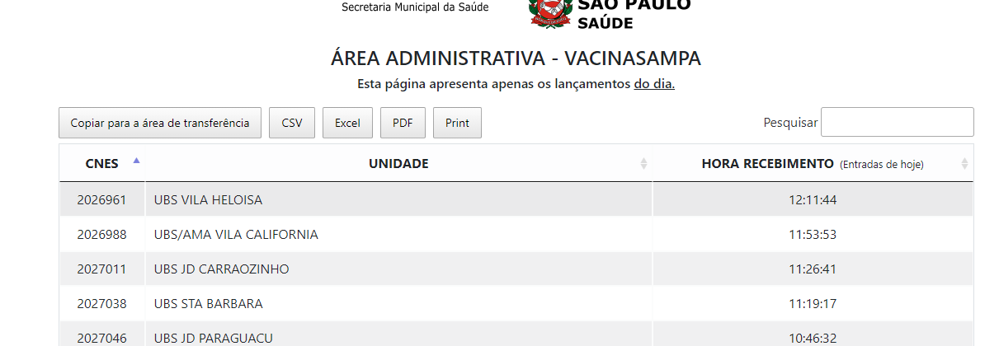 Secretaria Municipal da Saúde
SÃO PAULO
SAÚDE
ÁREA ADMINISTRATIVA - VACINASAMPA
Esta página apresenta apenas os lançamentos do dia.
Copiar para a área de transferência CSV Excel PDF Print Pesquisar
CNES UNIDADE HORA RECEBIMENTO (Entradas de hoje)
2026961 UBS VILA HELOISA 12:11:44
2026988 UBS/AMA VILA CALIFORNIA 11:53:53
2027011 UBS JD CARRAOZINHO 11:26:41
2027038 UBS STA BARBARA 11:19:17
2027046 UBS JD PARAGUACU 10:46:32